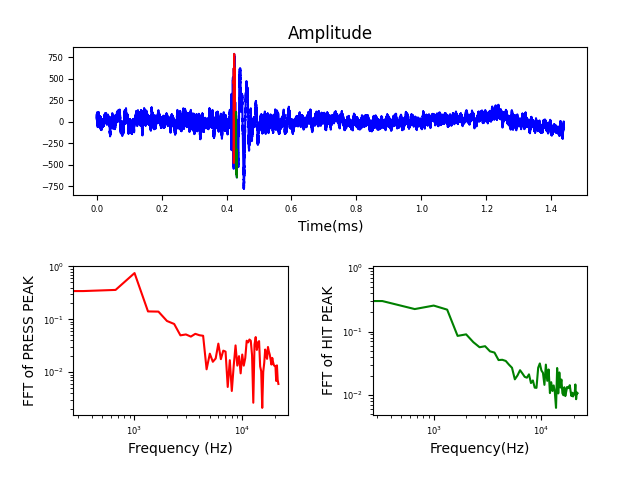 Amplitude
750
500
250
0
−250
−500
−750
0.0 0.2 0.4 0.6 0.8 1.0 1.2 1.4
Time(ms)
FFT of PRESS PEAK
10⁰
10⁻¹
10⁻²
10³ 10⁴
Frequency (Hz)
FFT of HIT PEAK
10⁰
10⁻¹
10⁻²
10³ 10⁴
Frequency(Hz)